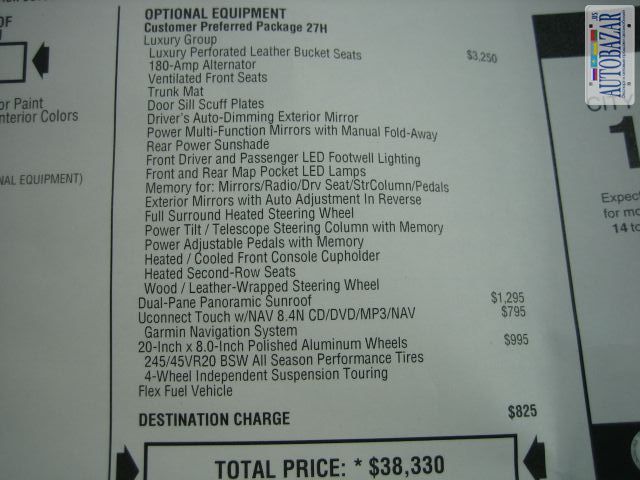 OF
or Paint
nterior Colors
NAL EQUIPMENT)
OPTIONAL EQUIPMENT
Customer Preferred Package 27H
Luxury Group
Luxury Perforated Leather Bucket Seats $3,250
180-Amp Alternator
Ventilated Front Seats
Trunk Mat
Door Sill Scuff Plates
Driver's Auto-Dimming Exterior Mirror
Power Multi-Function Mirrors with Manual Fold-Away
Rear Power Sunshade
Front Driver and Passenger LED Footwell Lighting
Front and Rear Map Pocket LED Lamps
Memory for: Mirrors/Radio/Drv Seat/StrColumn/Pedals
Exterior Mirrors with Auto Adjustment In Reverse
Full Surround Heated Steering Wheel
Power Tilt / Telescope Steering Column with Memory
Power Adjustable Pedals with Memory
Heated / Cooled Front Console Cupholder
Heated Second-Row Seats
Wood / Leather-Wrapped Steering Wheel
Dual-Pane Panoramic Sunroof $1,295
Uconnect Touch w/NAV 8.4N CD/DVD/MP3/NAV $795
Garmin Navigation System
20-Inch x 8.0-Inch Polished Aluminum Wheels $995
245/45VR20 BSW All Season Performance Tires
4-Wheel Independent Suspension Touring
Flex Fuel Vehicle
DESTINATION CHARGE $825
TOTAL PRICE: * $38,330
AUTOBAZAR
.US
CITY
1
Expec
for mo
14 to